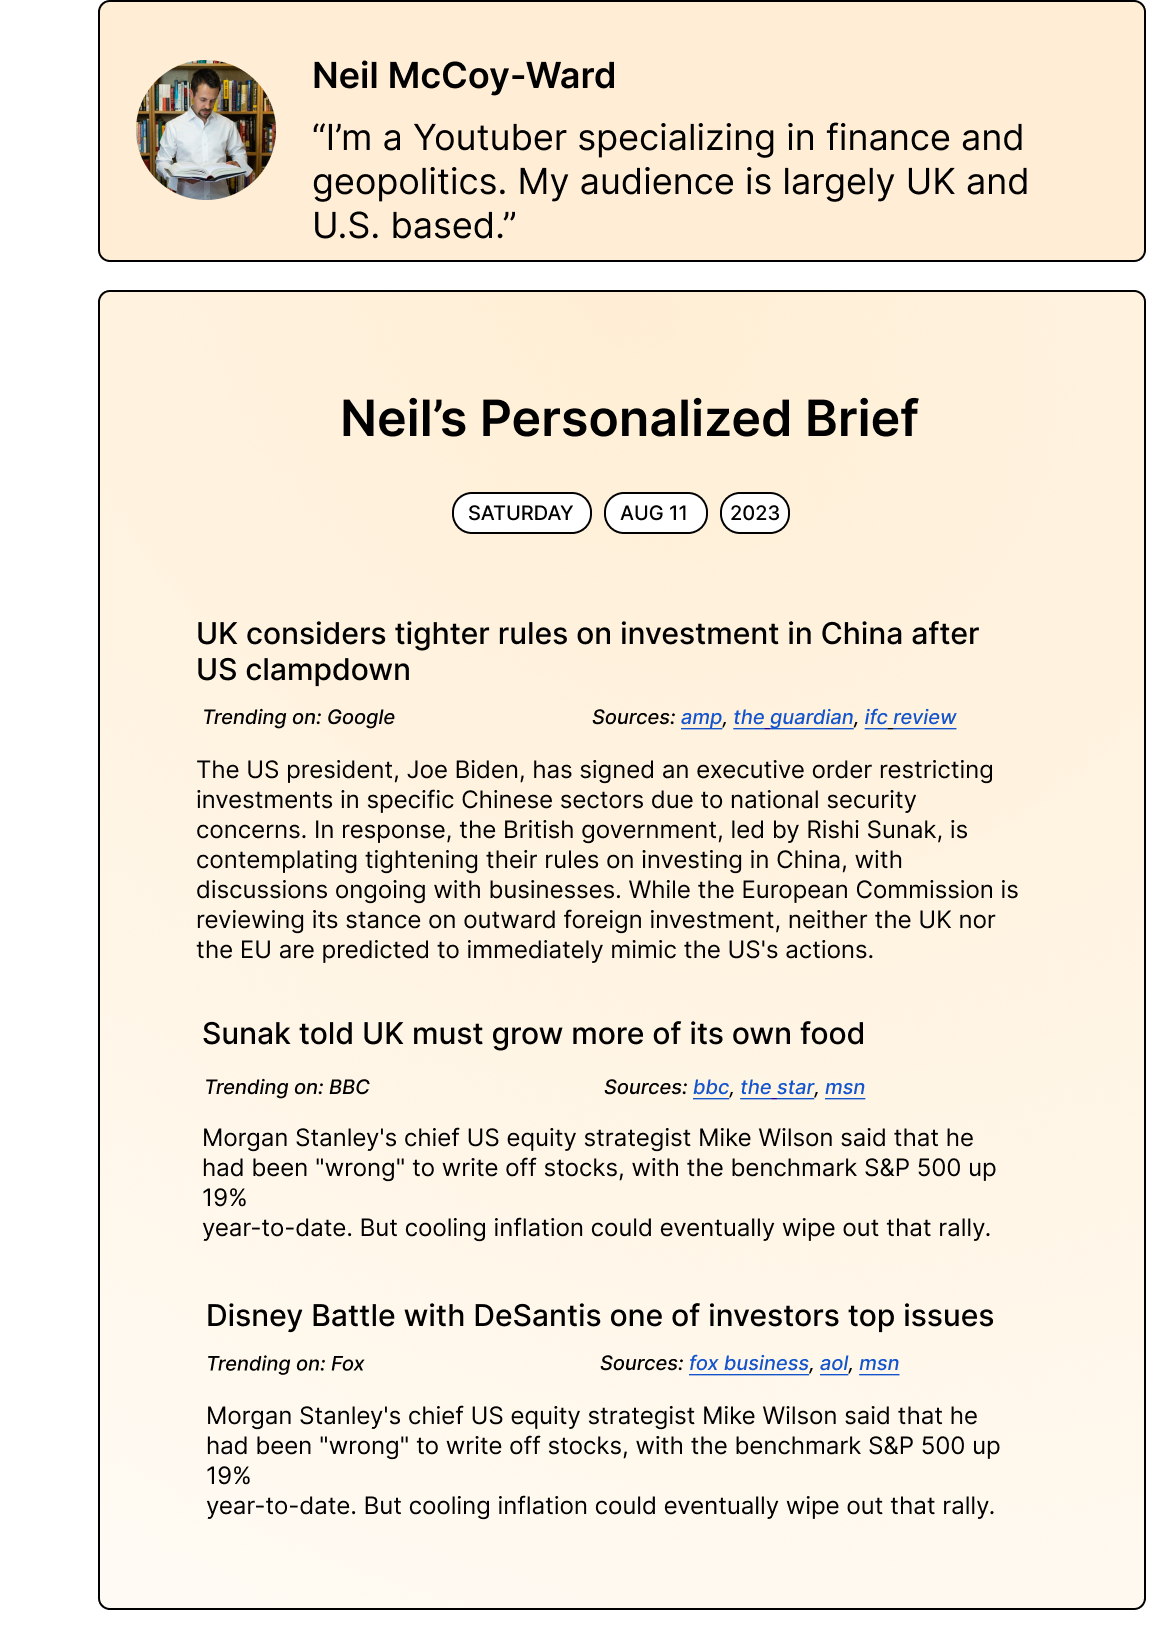 Neil McCoy-Ward
“I’m a Youtuber specializing in finance and
geopolitics. My audience is largely UK and
U.S. based.”
Neil’s Personalized Brief
SATURDAY AUG 11 2023
UK considers tighter rules on investment in China after
US clampdown
Trending on: Google Sources: amp, the guardian, ifc review
The US president, Joe Biden, has signed an executive order restricting
investments in specific Chinese sectors due to national security
concerns. In response, the British government, led by Rishi Sunak, is
contemplating tightening their rules on investing in China, with
discussions ongoing with businesses. While the European Commission is
reviewing its stance on outward foreign investment, neither the UK nor
the EU are predicted to immediately mimic the US's actions.
Sunak told UK must grow more of its own food
Trending on: BBC Sources: bbc, the star, msn
Morgan Stanley's chief US equity strategist Mike Wilson said that he
had been "wrong" to write off stocks, with the benchmark S&P 500 up
19%
year-to-date. But cooling inflation could eventually wipe out that rally.
Disney Battle with DeSantis one of investors top issues
Trending on: Fox Sources: fox business, aol, msn
Morgan Stanley's chief US equity strategist Mike Wilson said that he
had been "wrong" to write off stocks, with the benchmark S&P 500 up
19%
year-to-date. But cooling inflation could eventually wipe out that rally.